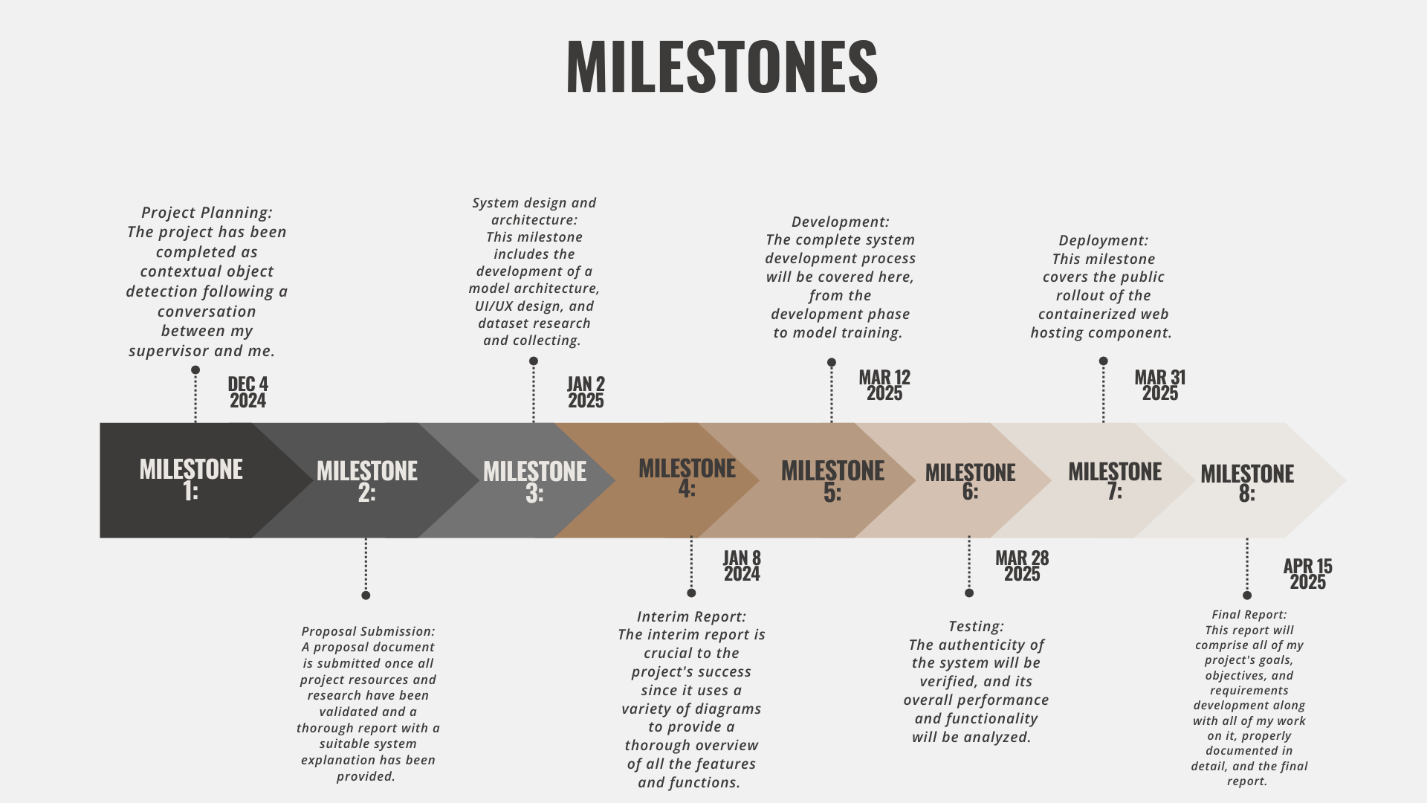 MILESTONES
Project Planning:
The project has been
completed as
contextual object
detection following a
conversation
between my
supervisor and me.
DEC 4
2024
System design and
architecture:
This milestone
includes the
development of a
model architecture,
UI/UX design, and
dataset research
and collecting.
JAN 2
2025
Development:
The complete system
development process
will be covered here,
from the
development phase
to model training.
MAR 12
2025
Deployment:
This milestone
covers the public
rollout of the
containerized web
hosting component.
MAR 31
2025
MILESTONE
1:
MILESTONE
2:
MILESTONE
3:
MILESTONE
4:
MILESTONE
5:
MILESTONE
6:
MILESTONE
7:
MILESTONE
8:
Proposal Submission:
A proposal document
is submitted once all
project resources and
research have been
validated and a
thorough report with a
suitable system
explanation has been
provided.
JAN 8
2024
Interim Report:
The interim report is
crucial to the
project's success
since it uses a
variety of diagrams
to provide a
thorough overview
of all the features
and functions.
MAR 28
2025
Testing:
The authenticity of
the system will be
verified, and its
overall performance
and functionality
will be analyzed.
APR 15
2025
Final Report:
This report will
comprise all of my
project's goals,
objectives, and
requirements
development along
with all of my work
on it, properly
documented in
detail, and the final
report.